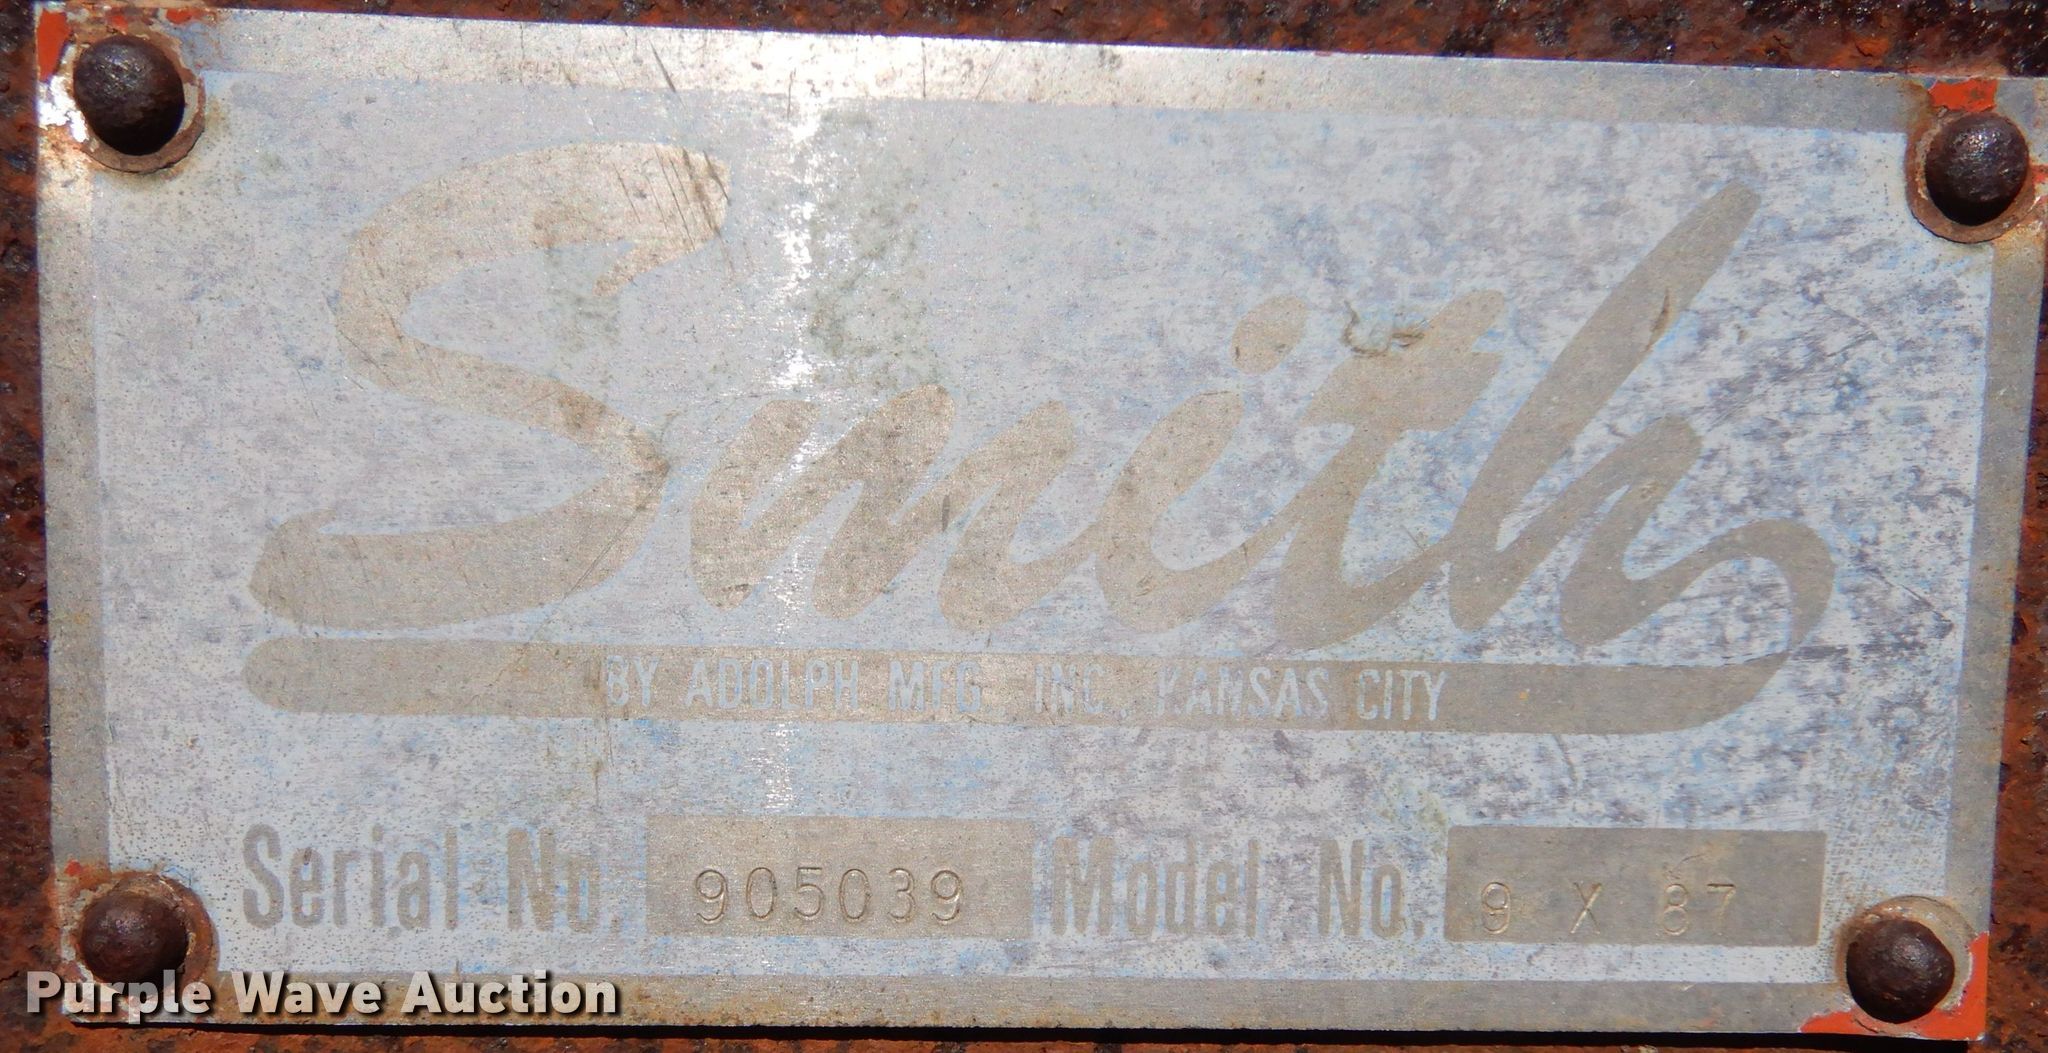 Smith
BY ADOLPH MFG., INC., KANSAS CITY
Serial No. 905039 Model No. 9 X 87
Purple Wave Auction